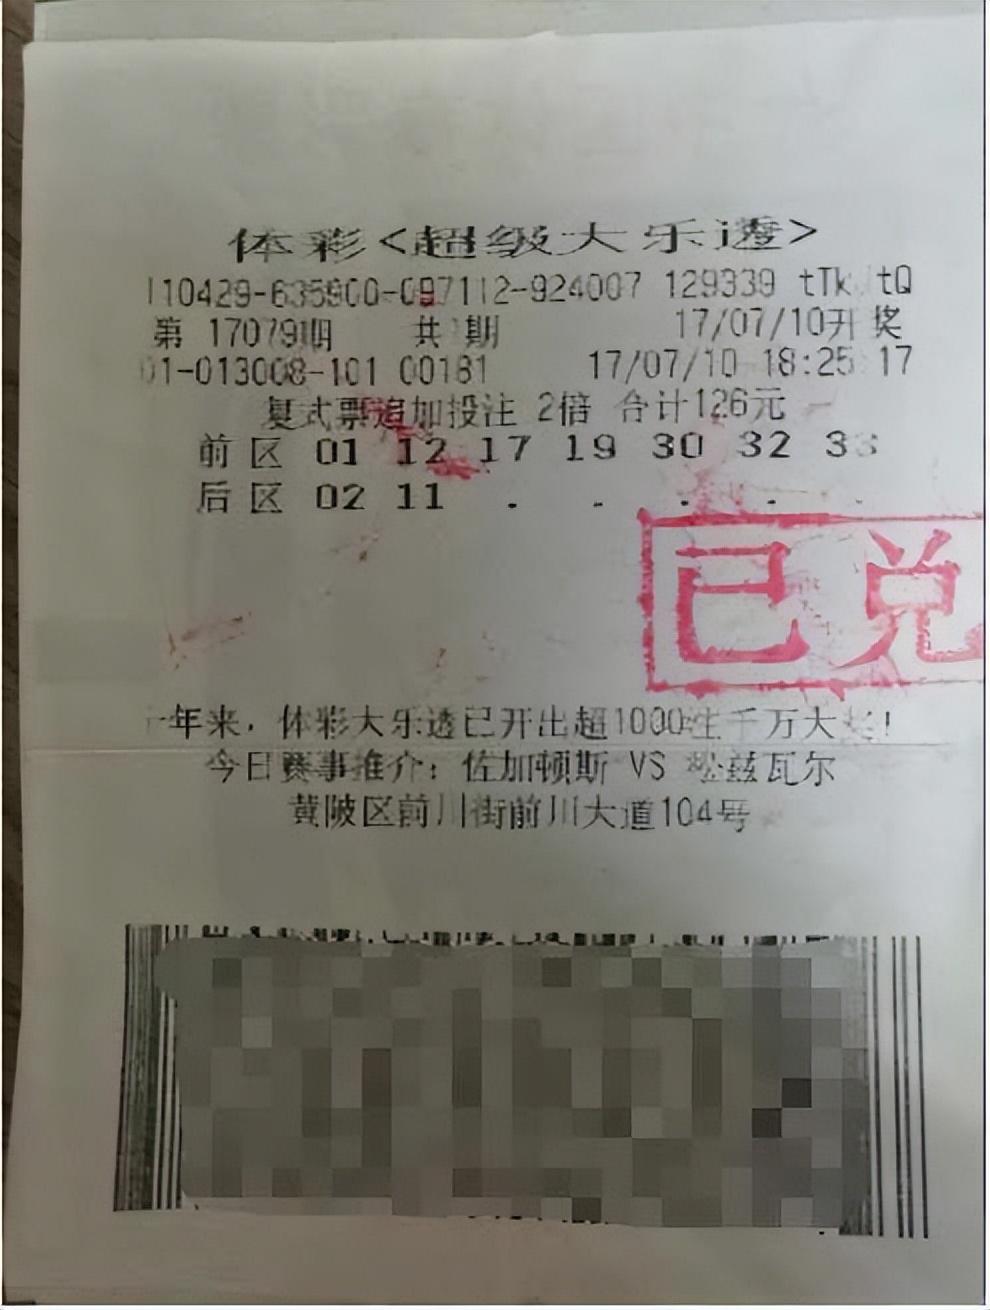 体彩<超级大乐透>
110429-635900-097112-924007 129339
第 17079期 共1期 17/07/10开奖
01-013008-101 00181 17/07/10 18:25:17
复式票追加投注 2倍 合计126元
前区 01 12 17 19 30 32 33
后区 02 11 . . . . .
已兑
年来，体彩大乐透已开出超1000注千万大奖！
今日赛事推介：佐加顿斯 VS 松兹瓦尔
黄陂区前川街前川大道104号